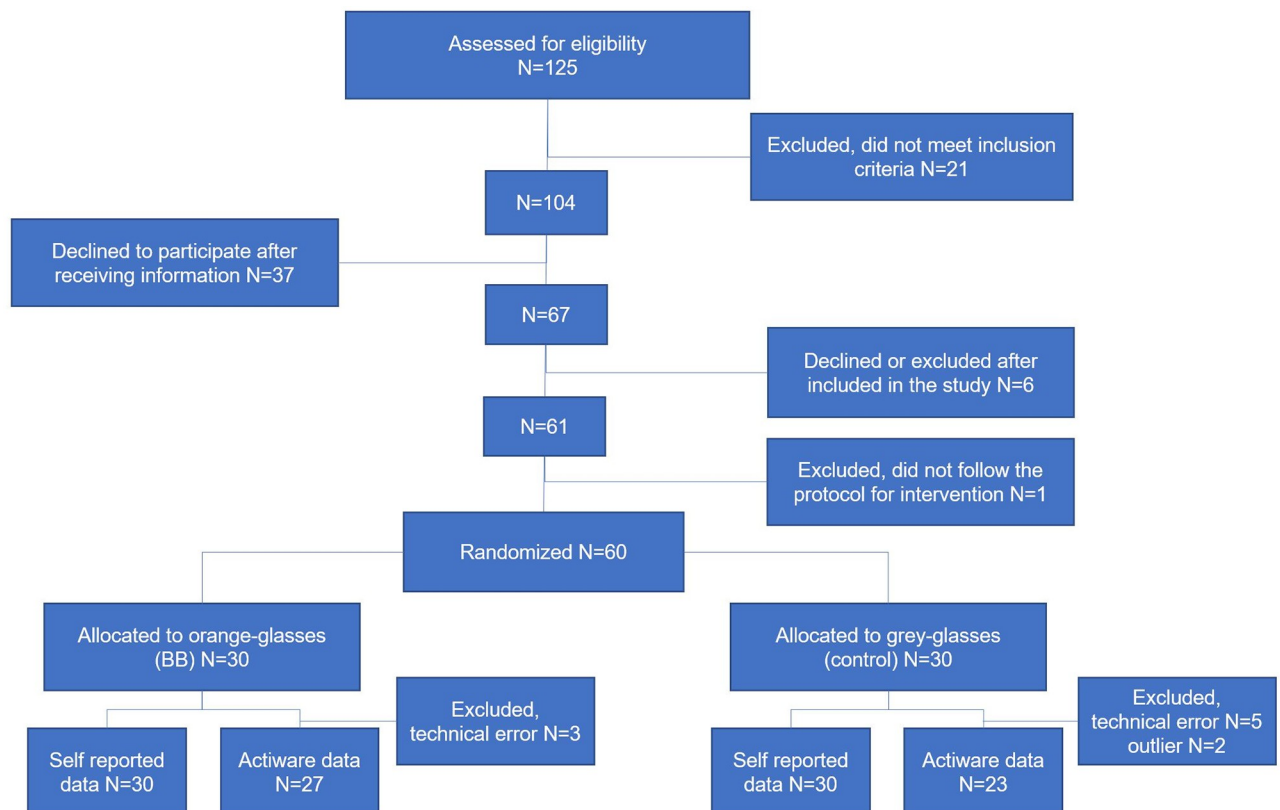 Assessed for eligibility
N=125
Excluded, did not meet inclusion
criteria N=21
N=104
Declined to participate after
receiving information N=37
N=67
Declined or excluded after
included in the study N=6
N=61
Excluded, did not follow the
protocol for intervention N=1
Randomized N=60
Allocated to orange-glasses
(BB) N=30
Allocated to grey-glasses
(control) N=30
Self reported
data N=30
Actiware data
N=27
Excluded,
technical error N=3
Self reported
data N=30
Actiware data
N=23
Excluded,
technical error N=5
outlier N=2